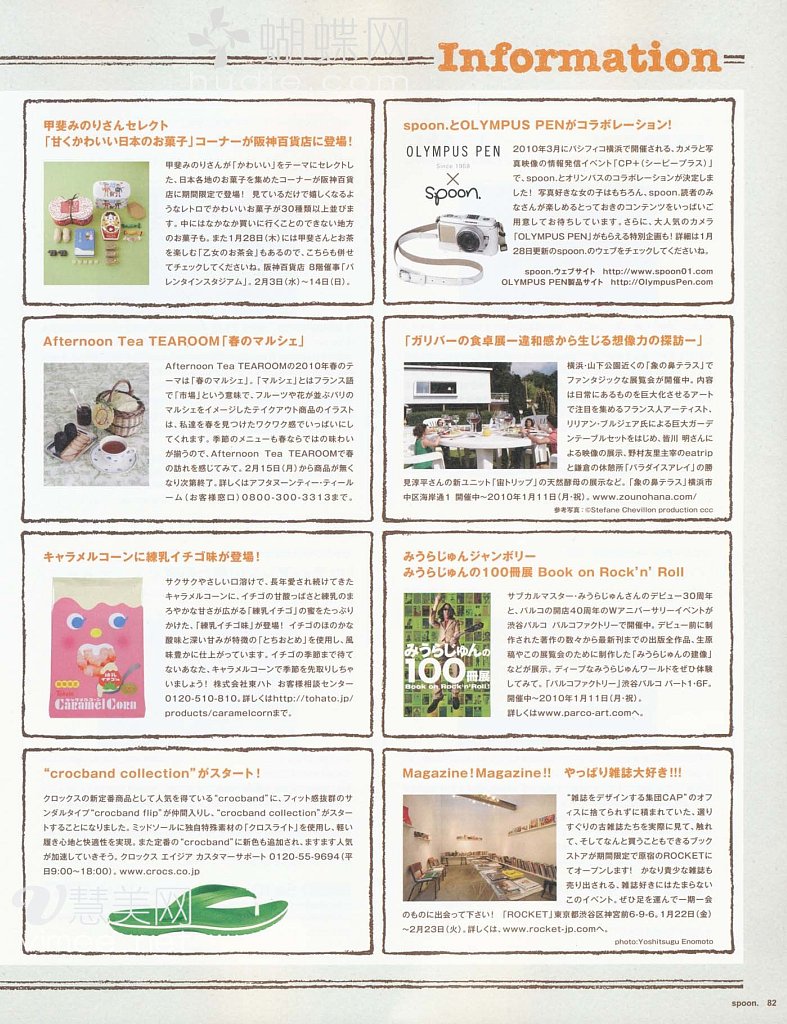 蝴蝶网
Information
甲斐みのりさんセレクト
「甘くかわいい日本のお菓子」コーナーが阪神百貨店に登場!
甲斐みのりさんが「かわいい」をテーマにセレクトし
た、日本各地のお菓子を集めたコーナーが阪神百貨
店に期間限定で登場! 見ているだけで嬉しくなるよ
うなレトロでかわいいお菓子が30種類以上並びま
す。中にはなかなか買いに行くことのできない地方
のお菓子も。また1月28日(木)には甲斐さんとお茶
を楽しむ「乙女のお茶会」もあるので、こちらも併せ
てチェックしてくださいね。阪神百貨店 8階催事「バ
レンタインスタジアム」。2月3日(水)〜14日(日)。
spoon.とOLYMPUS PENがコラボレーション!
OLYMPUS PEN
Since 1959
×
spoon.
2010年3月にパシフィコ横浜で開催される、カメラと写
真映像の情報発信イベント「CP+(シーピープラス)」
で、spoon.とオリンパスのコラボレーションが決定しま
した! 写真好きな女の子はもちろん、spoon.読者のみ
なさんが楽しめるとっておきのコンテンツをいっぱいご
用意してお待ちしています。さらに、大人気のカメラ
「OLYMPUS PEN」がもらえる特別企画も! 詳細は1月
28日更新のspoon.のウェブをチェックしてくださいね。
spoon.ウェブサイト http://www.spoon01.com
OLYMPUS PEN製品サイト http://OlympusPen.com
Afternoon Tea TEAROOM「春のマルシェ」
Afternoon Tea TEAROOMの2010年春のテ
ーマは「春のマルシェ」。「マルシェ」とはフランス語
で「市場」という意味で、フルーツや花が並ぶパリの
マルシェをイメージしたテイクアウト商品のイラスト
は、私達を春を見つけたワクワク感でいっぱいにし
てくれます。季節のメニューも春ならではの味わい
が揃うので、Afternoon Tea TEAROOMで春
の訪れを感じてみて。2月15日(月)から商品が無く
なり次第終了。詳しくはアフタヌーンティー・ティール
ーム(お客様窓口)0800-300-3313まで。
「ガリバーの食卓展ー違和感から生じる想像力の探訪ー」
横浜・山下公園近くの「象の鼻テラス」で
ファンタジックな展覧会が開催中。内容
は日常にあるものを巨大化させるアート
で注目を集めるフランス人アーティスト、
リリアン・ブルジェア氏による巨大ガーデ
ンテーブルセットをはじめ、皆川 明さんに
よる映像の展示、野村友里主宰のeatrip
と鎌倉の休憩所「パラダイスアレイ」の勝
見淳平さんの新ユニット「宙トリップ」の天然酵母の展示など。「象の鼻テラス」横浜市
中区海岸通1 開催中〜2010年1月11日(月・祝)。www.zounohana.com/
参考写真:©Stefane Chevillon production ccc
キャラメルコーンに練乳イチゴ味が登場!
Tohato
Caramel Corn
サクサクやさしい口溶けで、長年愛され続けてきた
キャラメルコーンに、イチゴの甘酸っぱさと練乳のま
ろやかな甘さが広がる「練乳イチゴ」の蜜をたっぷり
かけた、「練乳イチゴ味」が登場! イチゴのほのかな
酸味と深い甘みが特徴の「とちおとめ」を使用し、風
味豊かに仕上がっています。イチゴの季節まで待て
ないあなた、キャラメルコーンで季節を先取りしちゃ
いましょう! 株式会社東ハト お客様相談センター
0120-510-810。詳しくはhttp://tohato.jp/
products/caramelcornまで。
みうらじゅんジャンボリー
みうらじゅんの100冊展 Book on Rock'n' Roll
みうらじゅんの
100冊展
Book on Rock'n'Roll!
サブカルマスター・みうらじゅんさんのデビュー30周年
と、パルコの開店40周年のWアニバーサリーイベントが
渋谷パルコ パルコファクトリーで開催中。デビュー前に制
作された著作の数々から最新刊までの出版全作品、生原
稿やこの展覧会のために制作した「みうらじゅんの建像」
などが展示。ディープなみうらじゅんワールドをぜひ体験
してみて。「パルコファクトリー」渋谷パルコ パート1・6F。
開催中〜2010年1月11日(月・祝)。
詳しくはwww.parco-art.comへ。
“crocband collection”がスタート!
クロックスの新定番商品として人気を得ている“crocband”に、フィット感抜群のサ
ンダルタイプ“crocband flip”が仲間入りし、“crocband collection”がスター
トすることになりました。ミッドソールに独自特殊素材の「クロスライト」を使用し、軽い
履き心地と快適性を実現。また定番の“crocband”に新色も追加され、ますます人気
が加速していきそう。クロックス エイジア カスタマーサポート 0120-55-9694(平
日9:00〜18:00)。www.crocs.co.jp
慧美网
Magazine!Magazine!! やっぱり雑誌大好き!!!
“雑誌をデザインする集団CAP”のオフ
ィスに捨てられずに積まれていた、選り
すぐりの古雑誌たちを実際に見て、触れ
て、そしてなんと買うこともできるブック
ストアが期間限定で原宿のROCKETに
てオープンします! かなり貴少な雑誌も
売り出される、雑誌好きにはたまらない
このイベント。ぜひ足を運んで一期一会
のものに出会って下さい! 「ROCKET」東京都渋谷区神宮前6-9-6。1月22日(金)
〜2月23日(火)。詳しくは、www.rocket-jp.comへ。
photo:Yoshitsugu Enomoto
spoon. 82